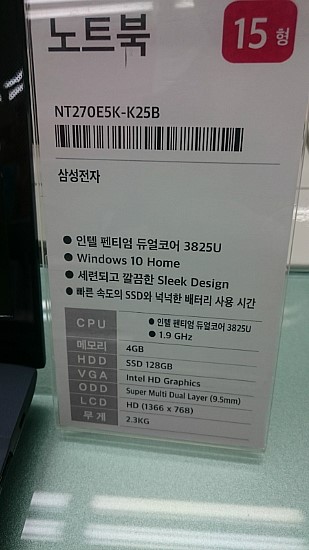 노트북
15형
NT270E5K-K25B
삼성전자
● 인텔 펜티엄 듀얼코어 3825U
● Windows 10 Home
● 세련되고 깔끔한 Sleek Design
● 빠른 속도의 SSD와 넉넉한 배터리 사용 시간
CPU ● 인텔 펜티엄 듀얼코어 3825U
● 1.9 GHz
메모리 4GB
HDD SSD 128GB
VGA Intel HD Graphics
ODD Super Multi Dual Layer (9.5mm)
LCD HD (1366 x 768)
무게 2.3KG